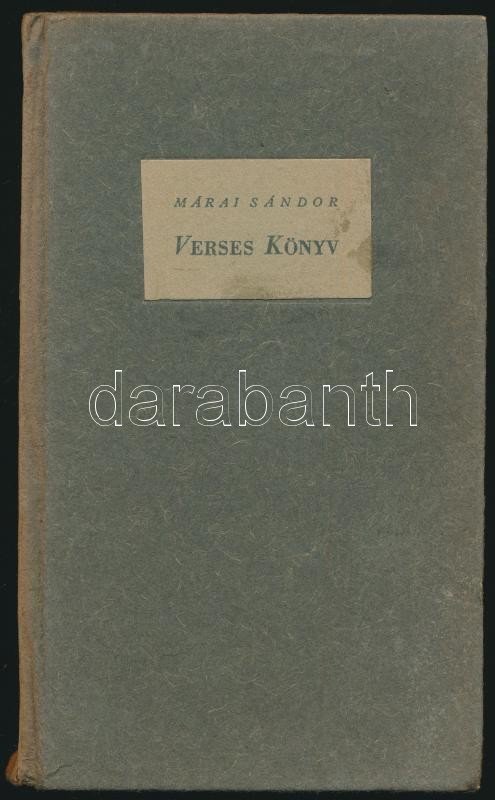 MÁRAI SÁNDOR
VERSES KÖNYV
darabanth